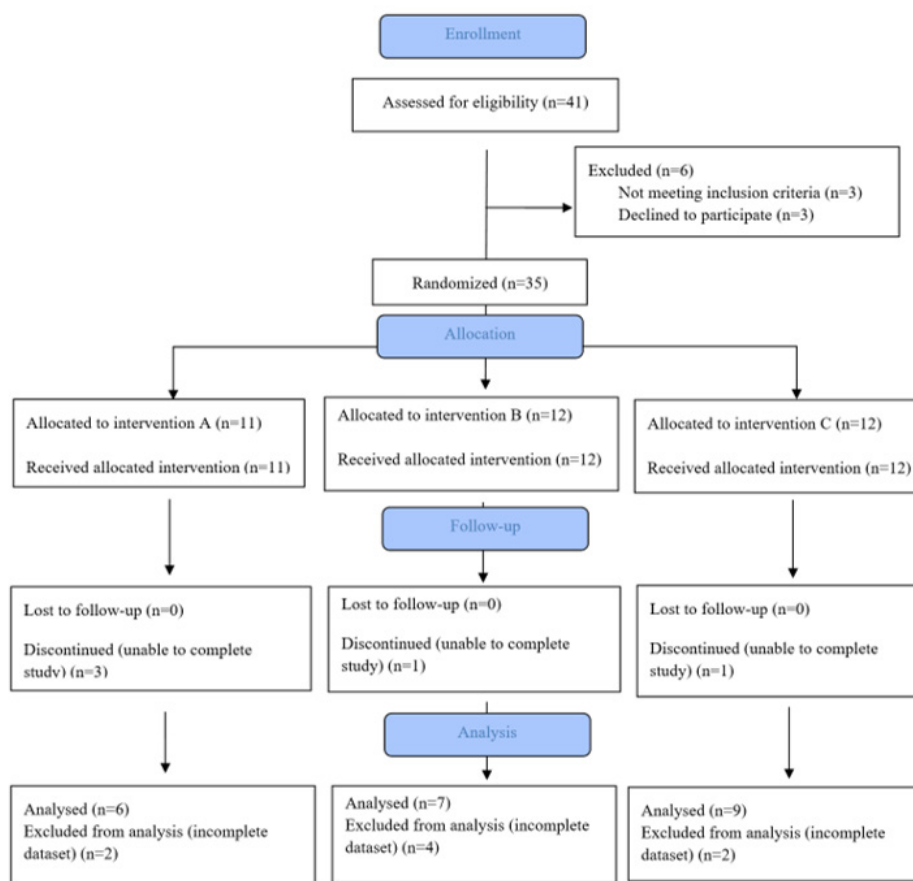 Enrollment
Assessed for eligibility (n=41)
Excluded (n=6)
Not meeting inclusion criteria (n=3)
Declined to participate (n=3)
Randomized (n=35)
Allocation
Allocated to intervention A (n=11)
Received allocated intervention (n=11)
Allocated to intervention B (n=12)
Received allocated intervention (n=12)
Allocated to intervention C (n=12)
Received allocated intervention (n=12)
Follow-up
Lost to follow-up (n=0)
Discontinued (unable to complete
study) (n=3)
Lost to follow-up (n=0)
Discontinued (unable to complete
study) (n=1)
Lost to follow-up (n=0)
Discontinued (unable to complete
study) (n=1)
Analysis
Analysed (n=6)
Excluded from analysis (incomplete
dataset) (n=2)
Analysed (n=7)
Excluded from analysis (incomplete
dataset) (n=4)
Analysed (n=9)
Excluded from analysis (incomplete
dataset) (n=2)